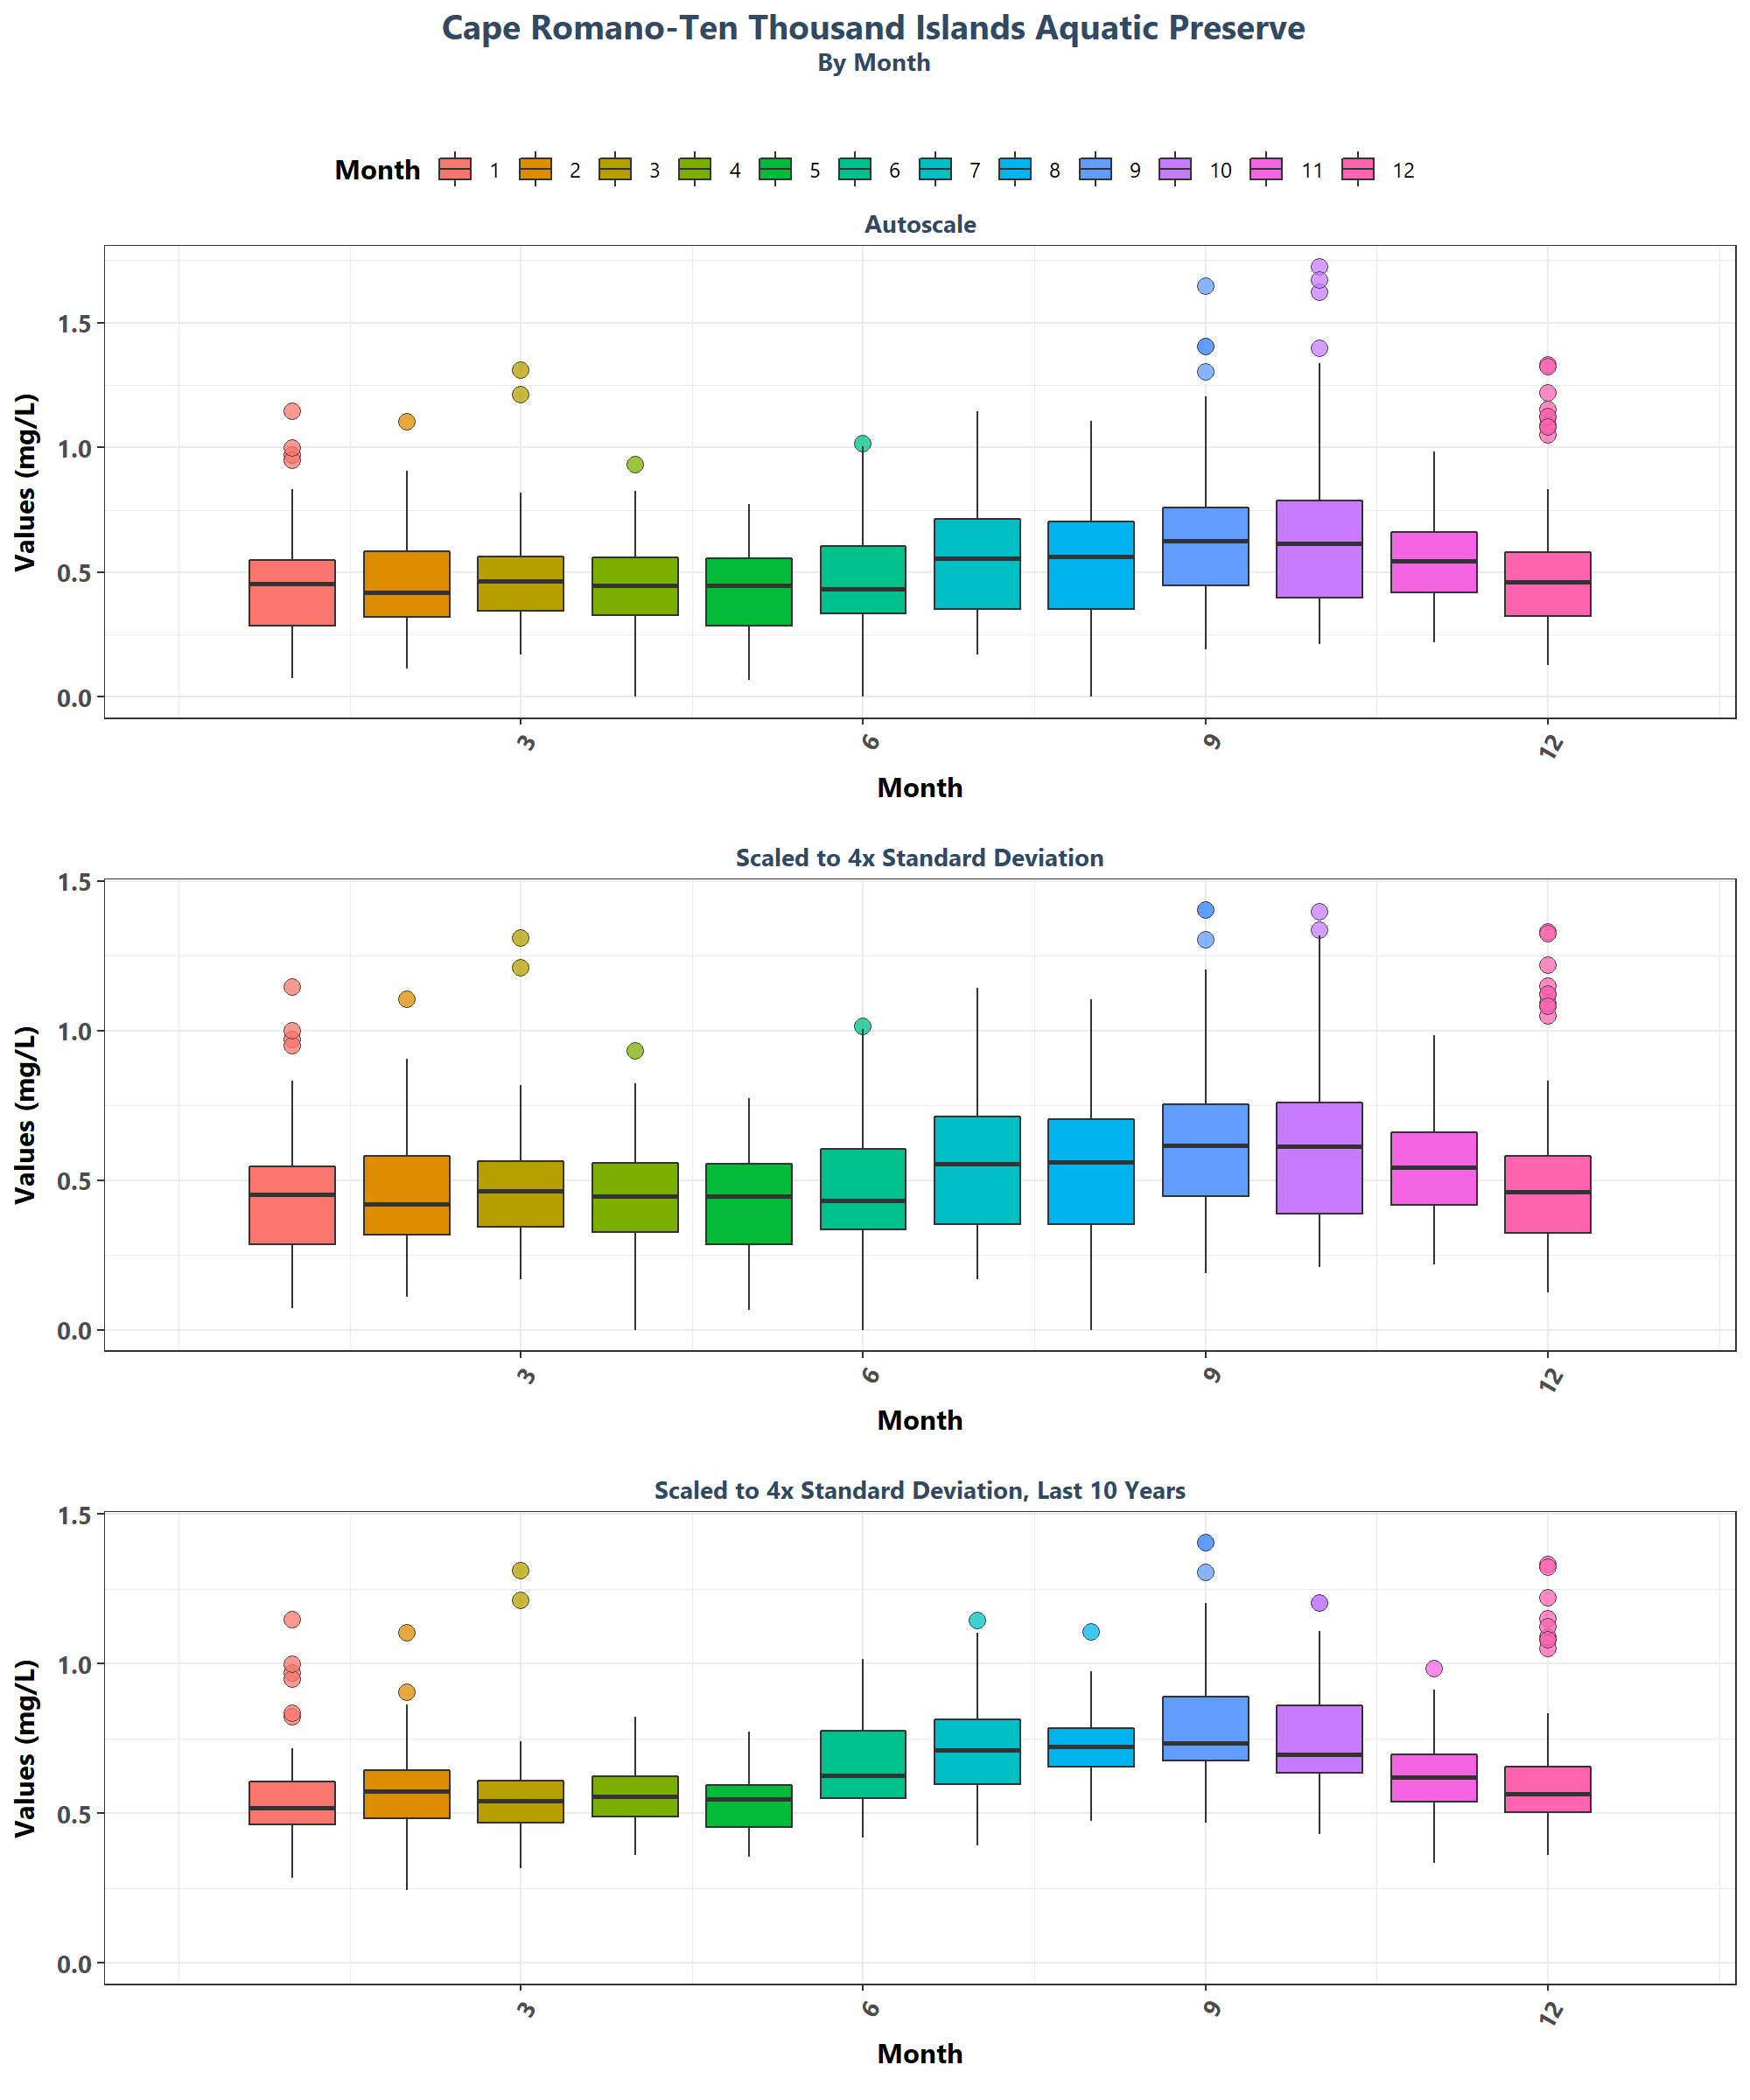 Cape Romano-Ten Thousand Islands Aquatic Preserve
By Month
Month 1 2 3 4 5 6 7 8 9 10 11 12
Autoscale
Values (mg/L)
1.5
1.0
0.5
0.0
3 6 9 12
Month
Scaled to 4x Standard Deviation
Values (mg/L)
1.5
1.0
0.5
0.0
3 6 9 12
Month
Scaled to 4x Standard Deviation, Last 10 Years
Values (mg/L)
1.5
1.0
0.5
0.0
3 6 9 12
Month